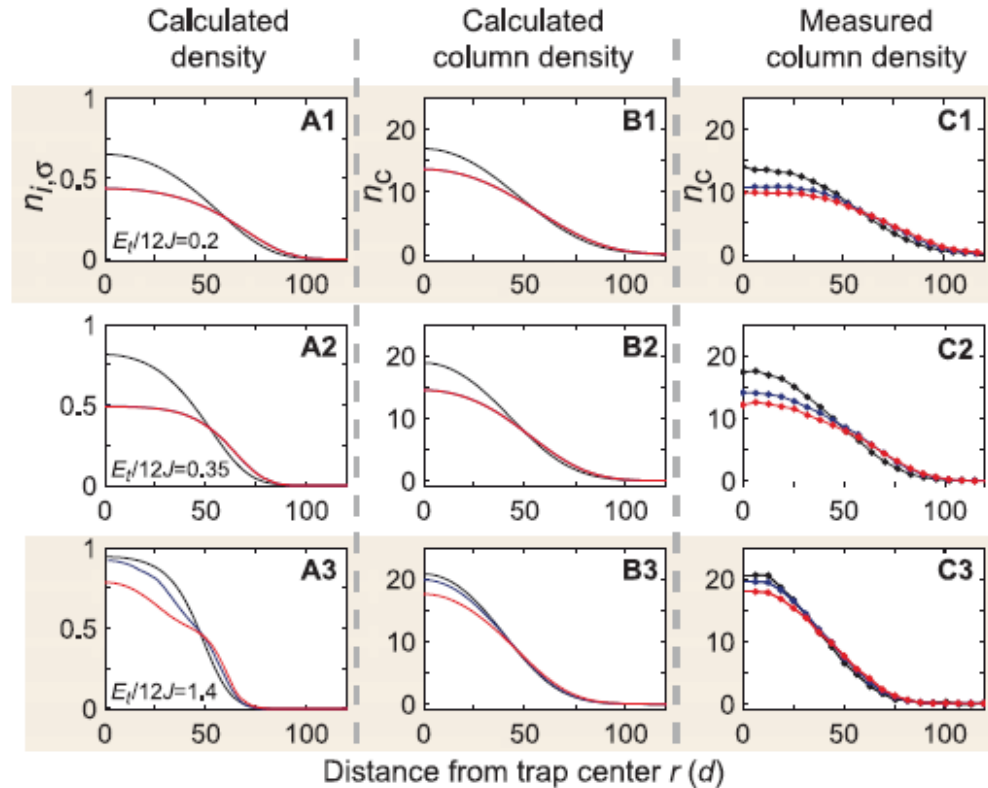 Calculated density
Calculated column density
Measured column density
A1
1
0.5
0
n_{i,σ}
E_t/12J=0.2
0 50 100
B1
20
10
0
n_C
0 50 100
C1
20
10
0
n_C
0 50 100
A2
1
0.5
0
E_t/12J=0.35
0 50 100
B2
20
10
0
0 50 100
C2
20
10
0
0 50 100
A3
1
0.5
0
E_t/12J=1.4
0 50 100
B3
20
10
0
0 50 100
C3
20
10
0
0 50 100
Distance from trap center r (d)